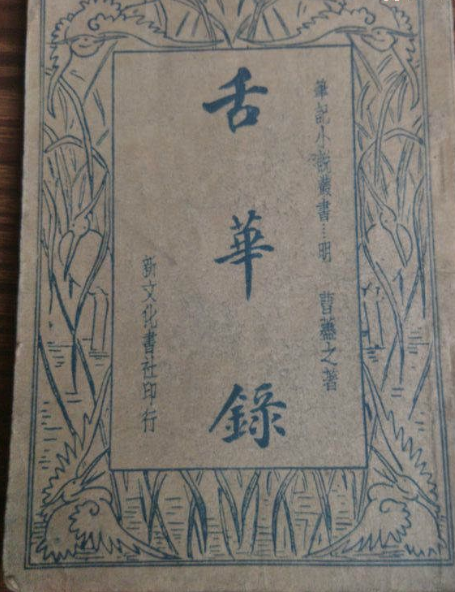 筆記小說叢書…明 曹藎之著
舌華錄
新文化書社印行